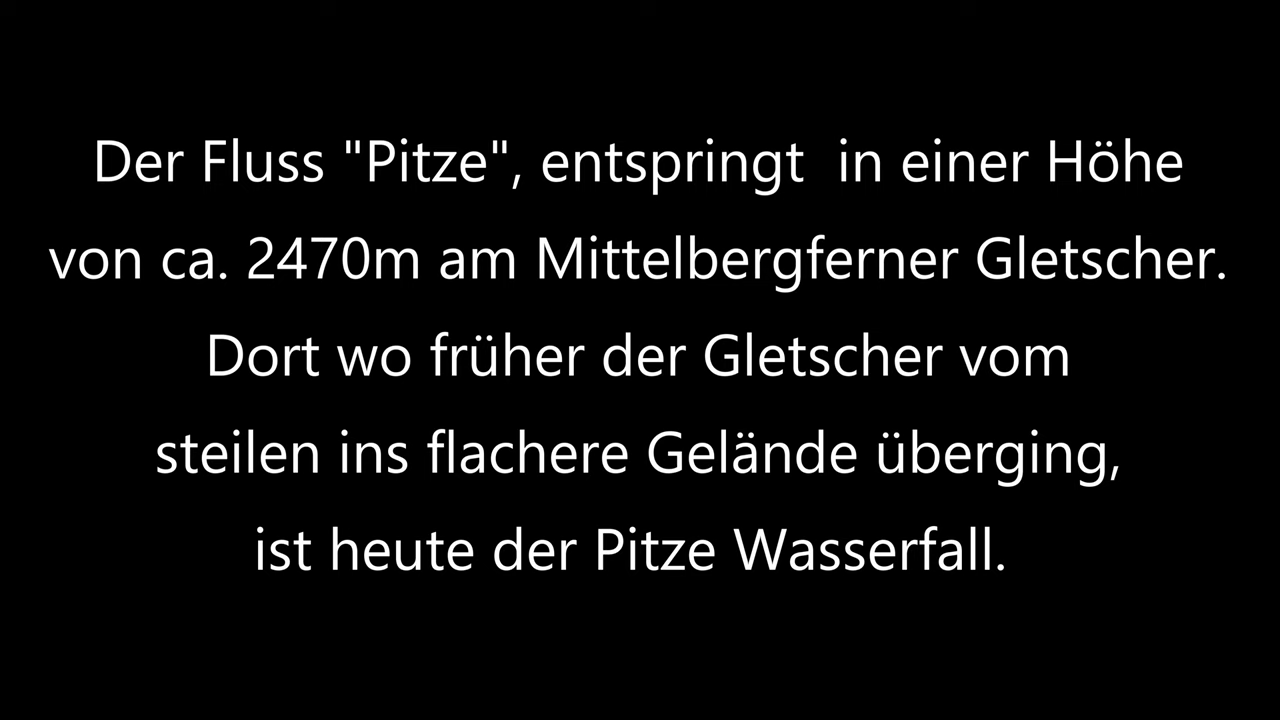 Der Fluss "Pitze", entspringt  in einer Höhe
von ca. 2470m am Mittelbergferner Gletscher.
Dort wo früher der Gletscher vom
steilen ins flachere Gelände überging,
ist heute der Pitze Wasserfall.